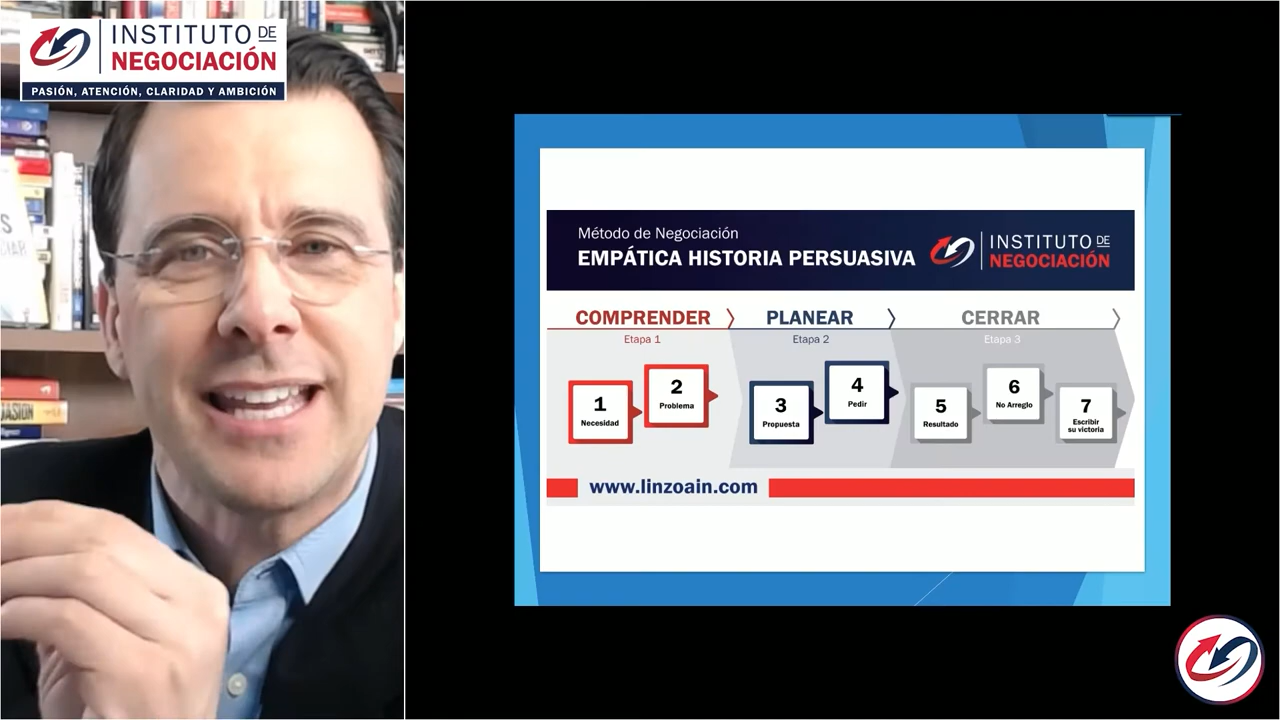 INSTITUTO DE
NEGOCIACIÓN
PASIÓN, ATENCIÓN, CLARIDAD Y AMBICIÓN
Método de Negociación
EMPÁTICA HISTORIA PERSUASIVA
INSTITUTO DE
NEGOCIACIÓN
COMPRENDER
PLANEAR
CERRAR
Etapa 1
Etapa 2
Etapa 3
1
Necesidad
2
Problema
3
Propuesta
4
Pedir
5
Resultado
6
No Arreglo
7
Escribir
su victoria
www.linzoain.com